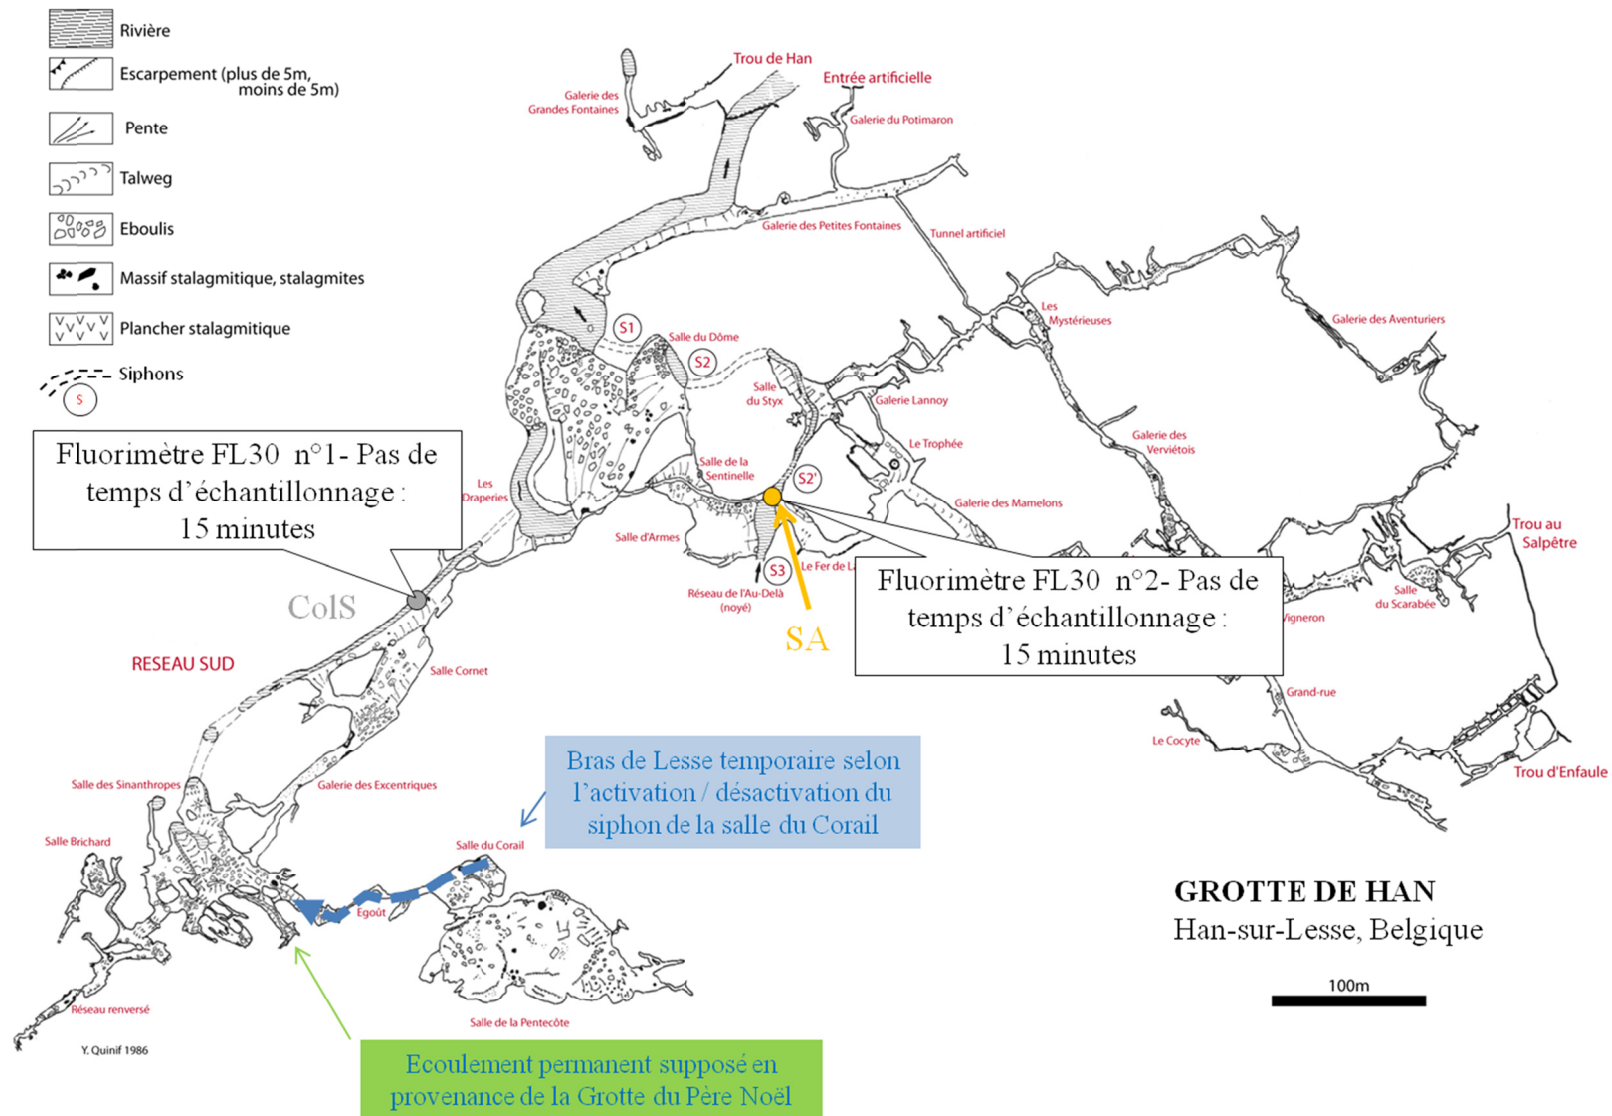 Rivière
Escarpement (plus de 5m,
moins de 5m)
Pente
Talweg
Eboulis
Massif stalagmitique, stalagmites
Plancher stalagmitique
Siphons
S
Trou de Han
Entrée artificielle
Galerie des
Grandes Fontaines
Galerie du Potimaron
Galerie des Petites Fontaines
Tunnel artificiel
Les
Mystérieuses
Galerie des Aventuriers
S1
Salle du Dôme
S2
Salle
du Styx
Galerie Lannoy
Le Trophée
Galerie des
Verviétois
Fluorimètre FL30 n°1- Pas de
temps d'échantillonnage :
15 minutes
Les
Draperies
Salle de la
Sentinelle
S2'
Galerie des Mamelons
Salle d'Armes
S3
Le Fer de
Réseau de l'Au-Delà
(noyé)
Trou au
Salpêtre
Salle
du Scarabée
Vigneron
Fluorimètre FL30 n°2- Pas de
temps d'échantillonnage :
15 minutes
ColS
SA
RESEAU SUD
Salle Cornet
Grand-rue
Le Cocyte
Trou d'Enfaule
Salle des Sinanthropes
Galerie des Excentriques
Bras de Lesse temporaire selon
l'activation / désactivation du
siphon de la salle du Corail
Salle Brichard
Salle du Corail
Egoût
GROTTE DE HAN
Han-sur-Lesse, Belgique
100m
Réseau renversé
Salle de la Pentecôte
Y. Quinif 1986
Ecoulement permanent supposé en
provenance de la Grotte du Père Noël